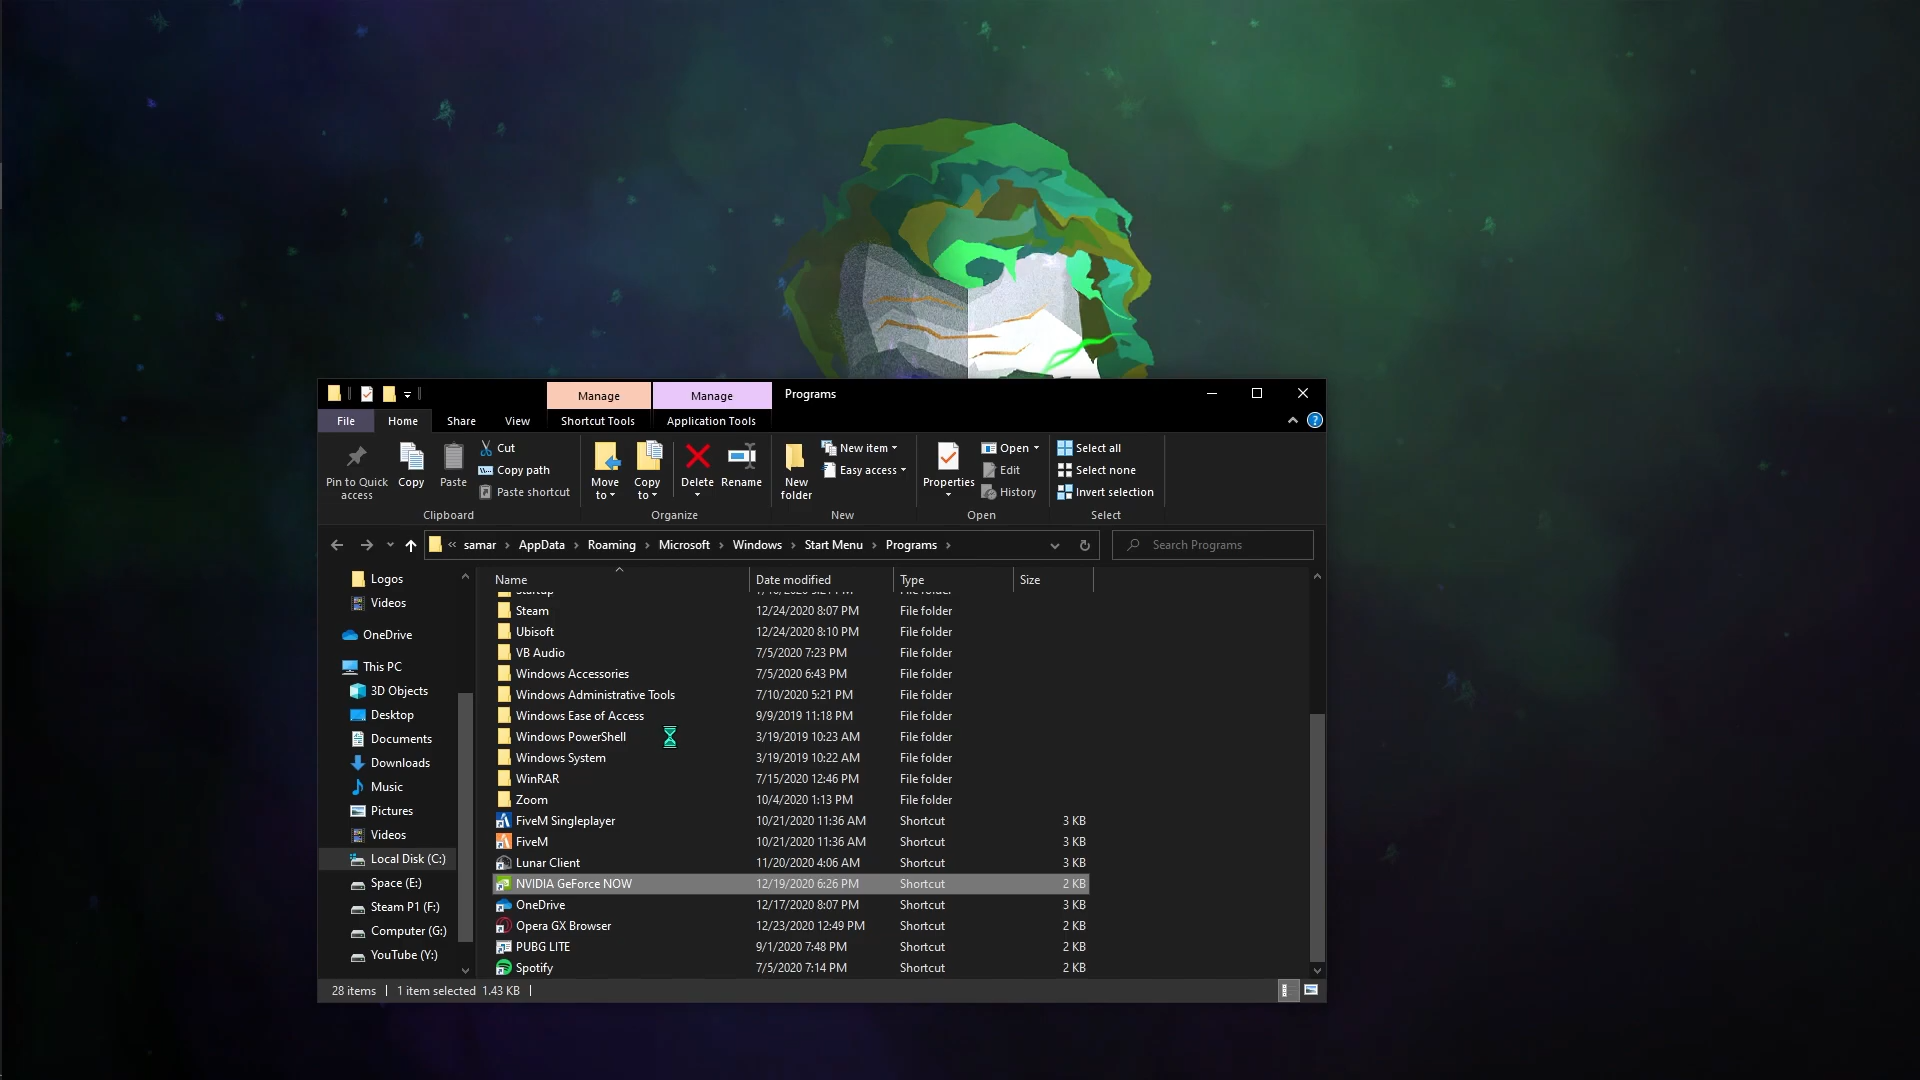 Manage
Manage
Programs
File
Home
Share
View
Shortcut Tools
Application Tools
Pin to Quick access
Copy
Paste
Cut
Copy path
Paste shortcut
Clipboard
Move to
Copy to
Delete
Rename
Organize
New folder
New item
Easy access
New
Properties
Open
Edit
History
Open
Select all
Select none
Invert selection
Select
« samar › AppData › Roaming › Microsoft › Windows › Start Menu › Programs ›
Search Programs
Logos
Videos
OneDrive
This PC
3D Objects
Desktop
Documents
Downloads
Music
Pictures
Videos
Local Disk (C:)
Space (E:)
Steam P1 (F:)
Computer (G:)
YouTube (Y:)
Name Date modified Type Size
Steam 12/24/2020 8:07 PM File folder
Ubisoft 12/24/2020 8:10 PM File folder
VB Audio 7/5/2020 7:23 PM File folder
Windows Accessories 7/5/2020 6:43 PM File folder
Windows Administrative Tools 7/10/2020 5:21 PM File folder
Windows Ease of Access 9/9/2019 11:18 PM File folder
Windows PowerShell 3/19/2019 10:23 AM File folder
Windows System 3/19/2019 10:22 AM File folder
WinRAR 7/15/2020 12:46 PM File folder
Zoom 10/4/2020 1:13 PM File folder
FiveM Singleplayer 10/21/2020 11:36 AM Shortcut 3 KB
FiveM 10/21/2020 11:36 AM Shortcut 3 KB
Lunar Client 11/20/2020 4:06 AM Shortcut 3 KB
NVIDIA GeForce NOW 12/19/2020 6:26 PM Shortcut 2 KB
OneDrive 12/17/2020 8:07 PM Shortcut 3 KB
Opera GX Browser 12/23/2020 12:49 PM Shortcut 2 KB
PUBG LITE 9/1/2020 7:48 PM Shortcut 2 KB
Spotify 7/5/2020 7:14 PM Shortcut 2 KB
28 items | 1 item selected 1.43 KB |